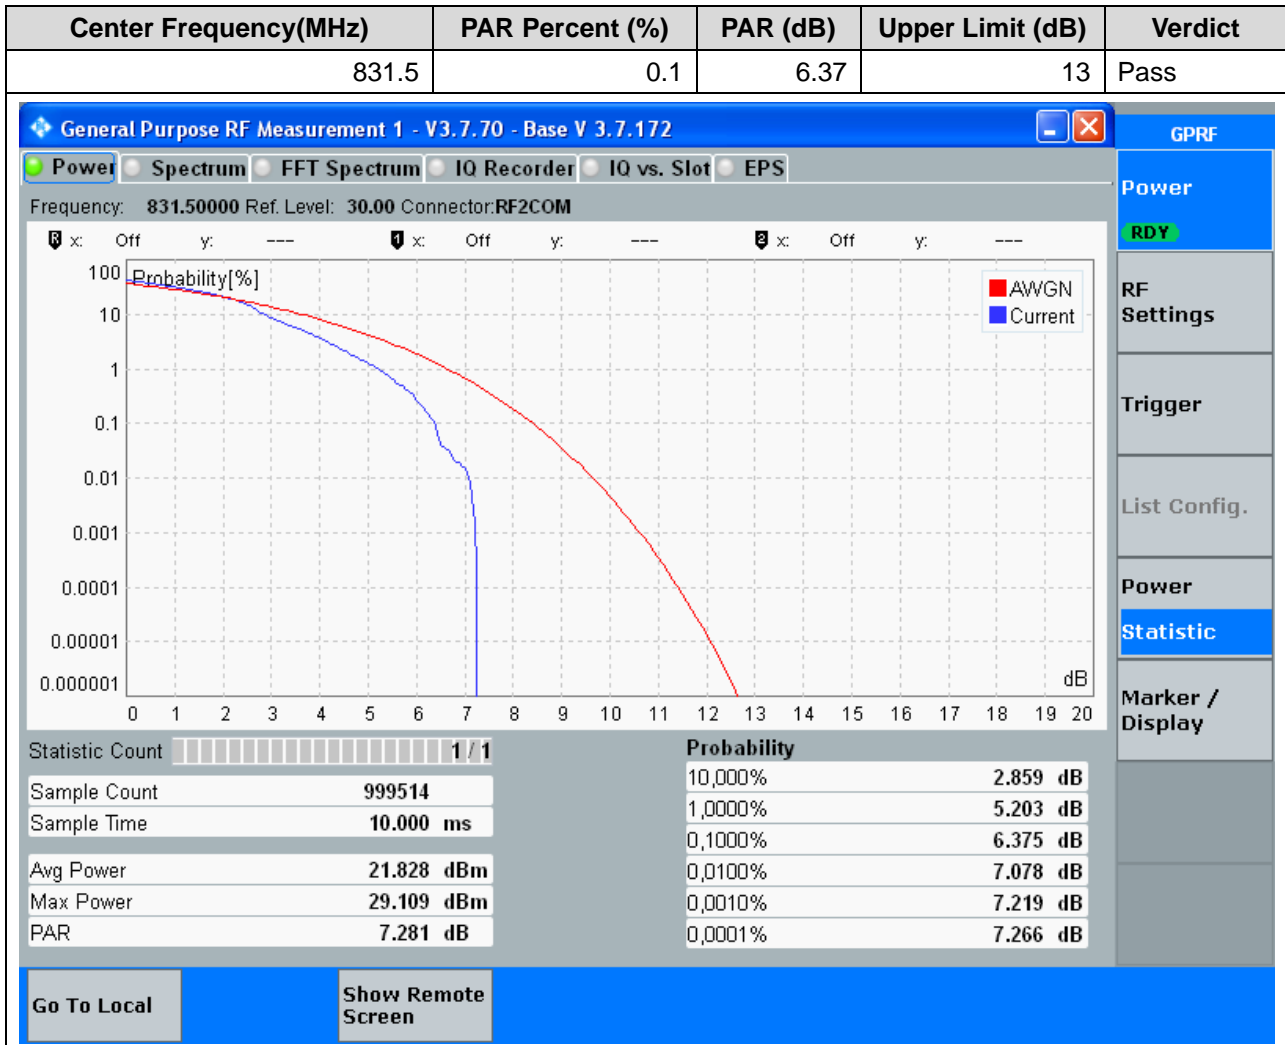 Center Frequency(MHz) PAR Percent (%) PAR (dB) Upper Limit (dB) Verdict
831.5 0.1 6.37 13 Pass
General Purpose RF Measurement 1 - V3.7.70 - Base V 3.7.172
GPRF
Power Spectrum FFT Spectrum IQ Recorder IQ vs. Slot EPS
Power
RDY
Frequency: 831.50000 Ref. Level: 30.00 Connector:RF2COM
R x: Off y: --- 1 x: Off y: --- 2 x: Off y: ---
Probability[%]
AWGN
Current
100
10
1
0.1
0.01
0.001
0.0001
0.00001
0.000001
dB
0 1 2 3 4 5 6 7 8 9 10 11 12 13 14 15 16 17 18 19 20
RF
Settings
Trigger
List Config.
Power
Statistic
Marker /
Display
Statistic Count 1 / 1
Sample Count 999514
Sample Time 10.000 ms
Avg Power 21.828 dBm
Max Power 29.109 dBm
PAR 7.281 dB
Probability
10,000% 2.859 dB
1,0000% 5.203 dB
0,1000% 6.375 dB
0,0100% 7.078 dB
0,0010% 7.219 dB
0,0001% 7.266 dB
Go To Local
Show Remote
Screen